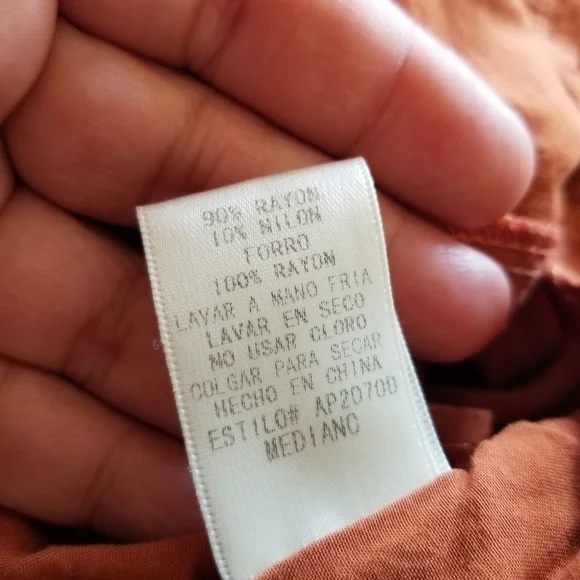 90% RAYON
10% NILON
FORRO
100% RAYON
LAVAR A MANO FRIA
LAVAR EN SECO
NO USAR CLORO
COLGAR PARA SECAR
HECHO EN CHINA
ESTILO# AP2070D
MEDIANO